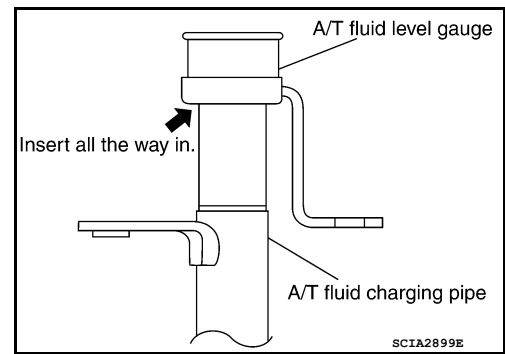 A/T fluid level gauge
Insert all the way in.
A/T fluid charging pipe
SCIA2899E